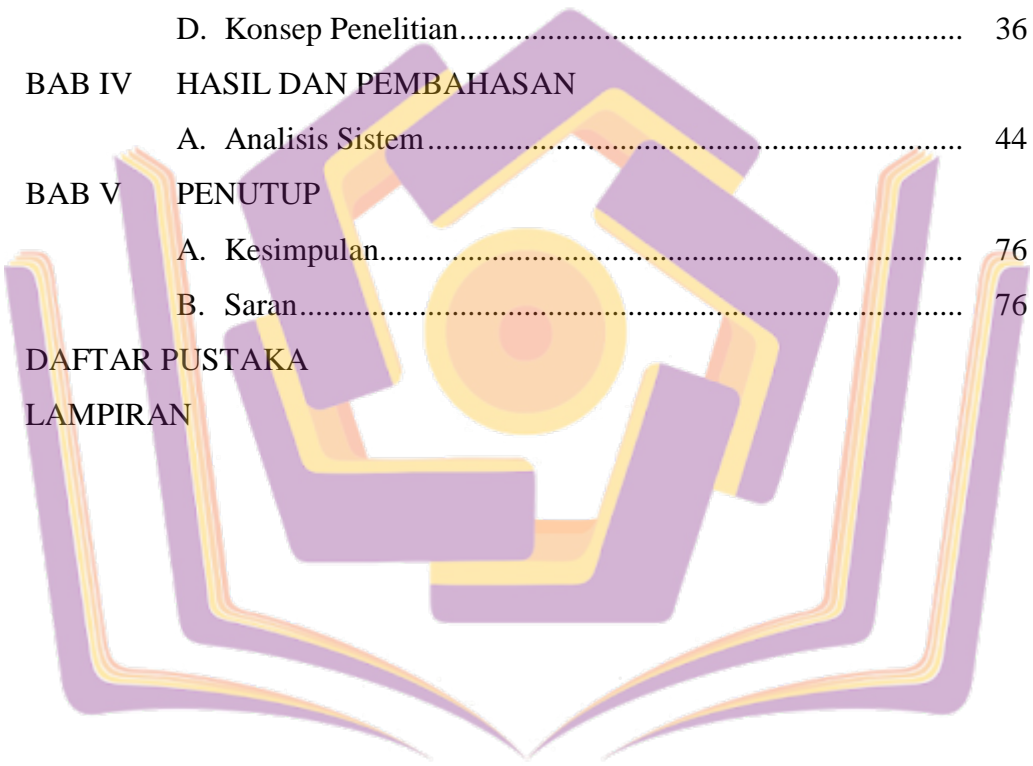 D. Konsep Penelitian.................................................................. 36
BAB IV HASIL DAN PEMBAHASAN
A. Analisis Sistem...................................................................... 44
BAB V PENUTUP
A. Kesimpulan............................................................................ 76
B. Saran...................................................................................... 76
DAFTAR PUSTAKA
LAMPIRAN